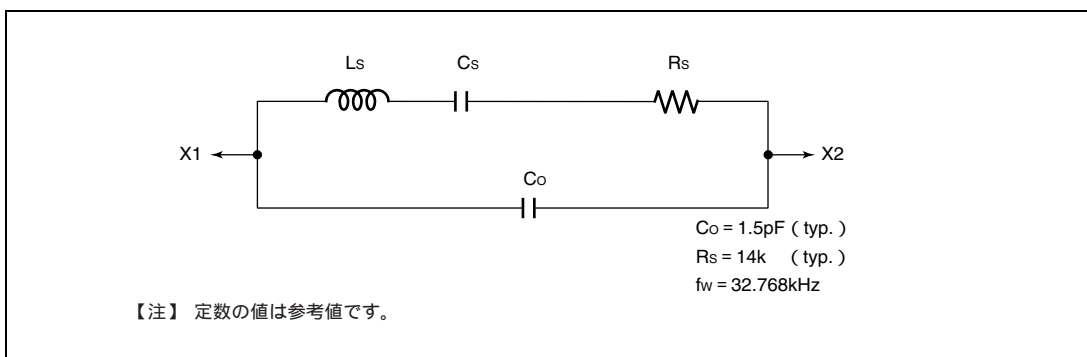 Ls Cs Rs
X1 X2
Co
Co = 1.5pF ( typ. )
Rs = 14k ( typ. )
fw = 32.768kHz
【注】 定数の値は参考値です。